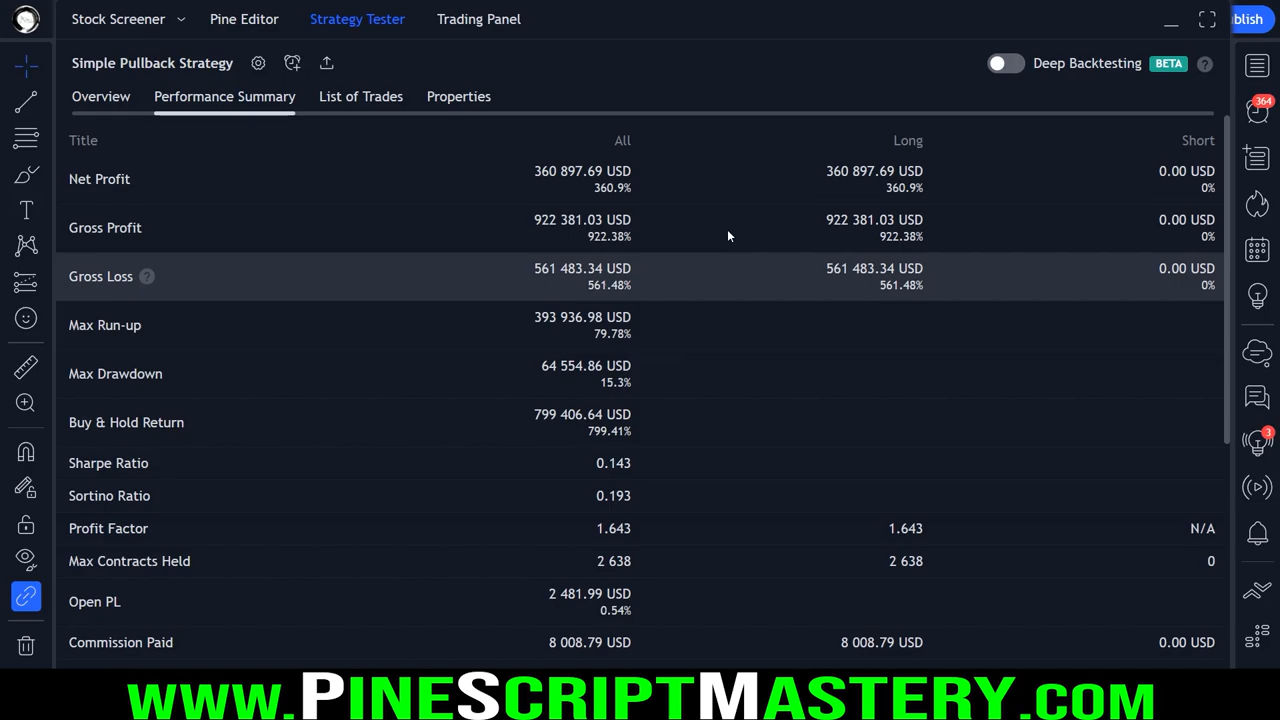 Stock Screener Pine Editor Strategy Tester Trading Panel blish
Simple Pullback Strategy Deep Backtesting BETA ?
Overview Performance Summary List of Trades Properties
364
Title All Long Short
Net Profit 360 897.69 USD 360 897.69 USD 0.00 USD
360.9% 360.9% 0%
Gross Profit 922 381.03 USD 922 381.03 USD 0.00 USD
922.38% 922.38% 0%
Gross Loss ? 561 483.34 USD 561 483.34 USD 0.00 USD
561.48% 561.48% 0%
Max Run-up 393 936.98 USD
79.78%
Max Drawdown 64 554.86 USD
15.3%
Buy & Hold Return 799 406.64 USD
799.41%
3
Sharpe Ratio 0.143
Sortino Ratio 0.193
Profit Factor 1.643 1.643 N/A
Max Contracts Held 2 638 2 638 0
Open PL 2 481.99 USD
0.54%
Commission Paid 8 008.79 USD 8 008.79 USD 0.00 USD
WWW.PINESCRIPTMASTERY.COM